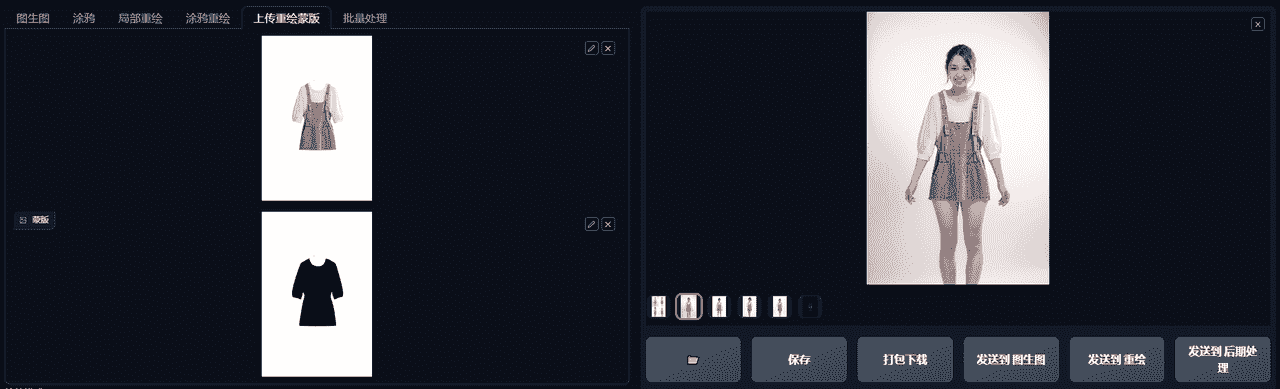 图生图 涂鸦 局部重绘 涂鸦重绘 上传重绘蒙版 批量处理
蒙版
保存 打包下载 发送到 图生图 发送到 重绘 发送到 后期处
理